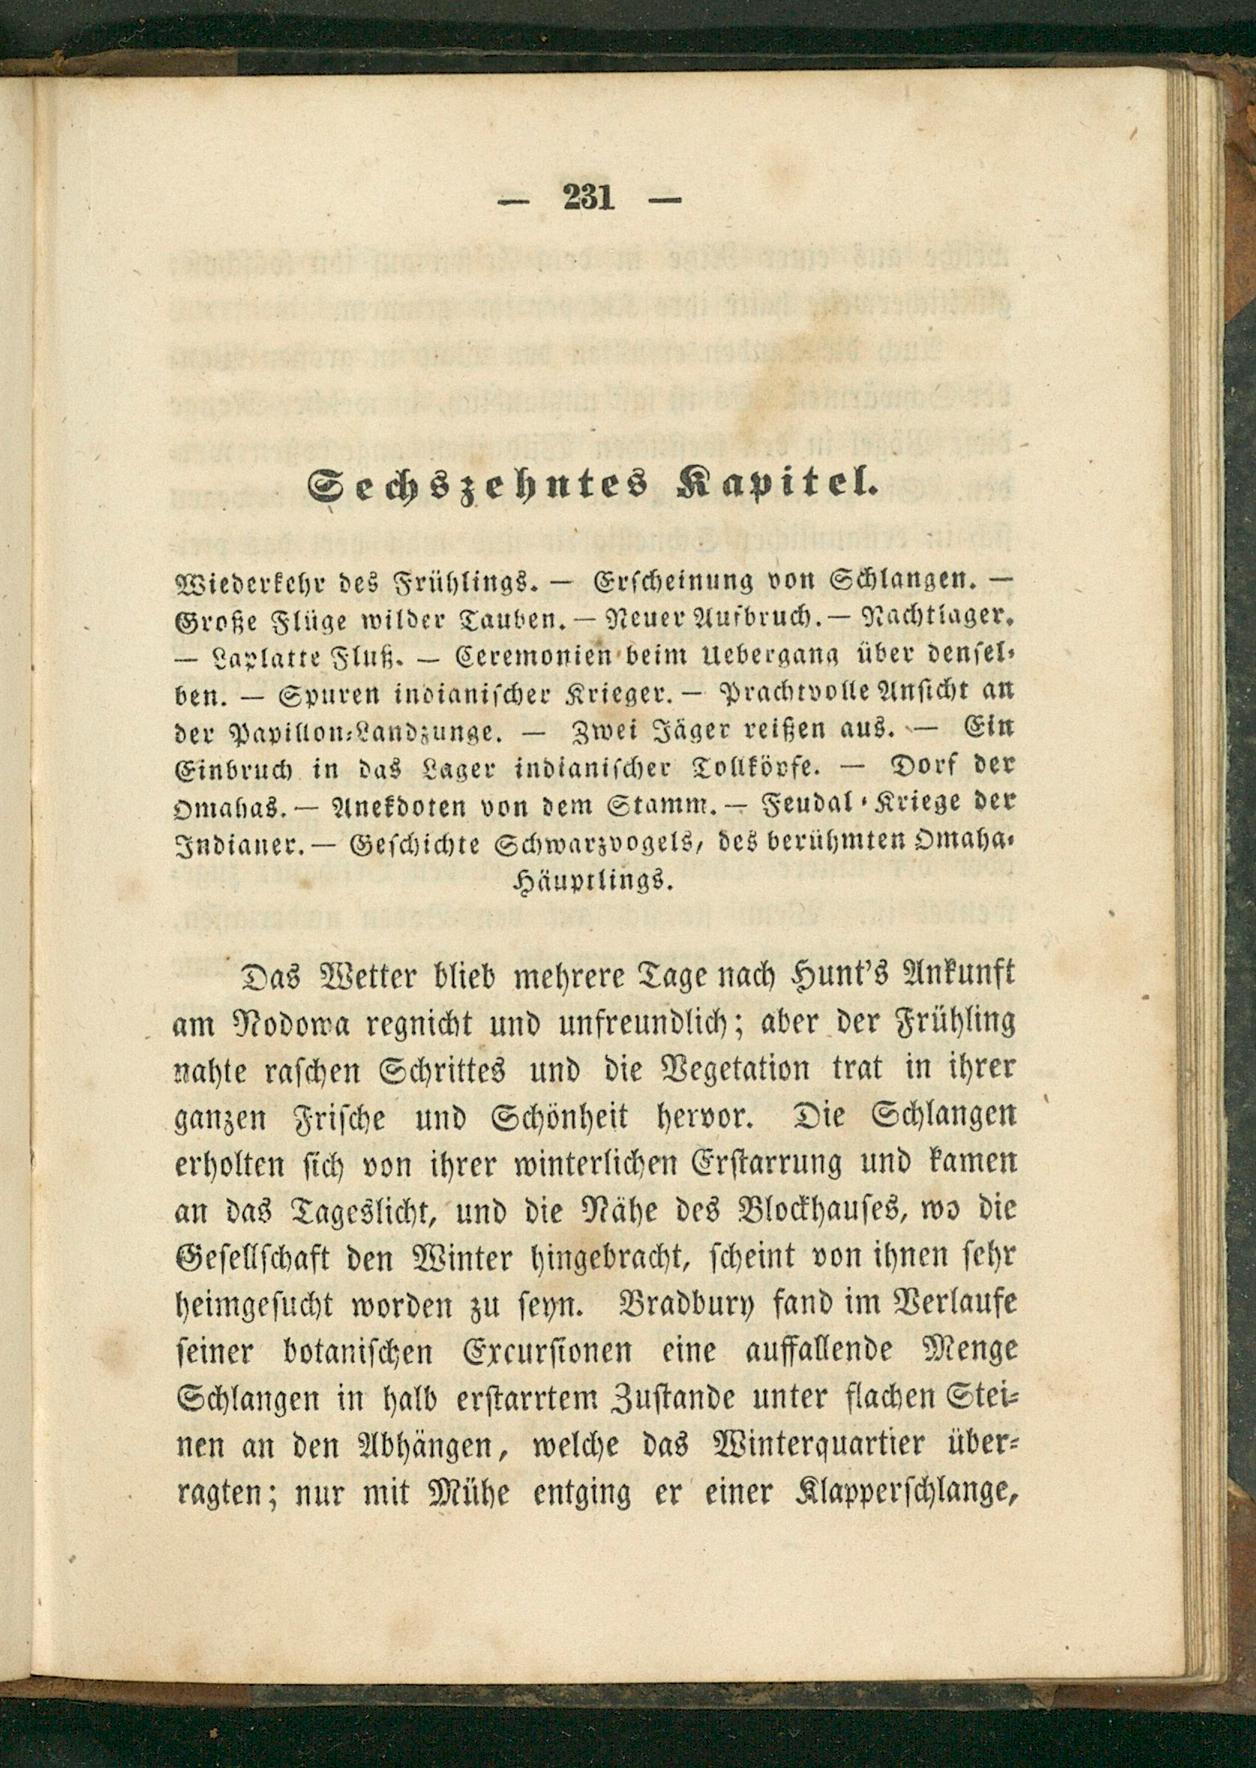 — 231 —
Sechszehntes Kapitel.
Wiederkehr des Frühlings. — Erscheinung von Schlangen. —
Große Flüge wilder Tauben. — Neuer Aufbruch. — Nachtlager.
— Laplatte Fluß. — Ceremonien beim Uebergang über densel-
ben. — Spuren indianischer Krieger. — Prachtvolle Ansicht an
der Papillon-Landzunge. — Zwei Jäger reißen aus. — Ein
Einbruch in das Lager indianischer Tollköpfe. — Dorf der
Omahas. — Anekdoten von dem Stamm. — Feudal-Kriege der
Indianer. — Geschichte Schwarzvogels, des berühmten Omaha-
Häuptlings.
Das Wetter blieb mehrere Tage nach Hunt's Ankunft
am Nodowa regnicht und unfreundlich; aber der Frühling
nahte raschen Schrittes und die Vegetation trat in ihrer
ganzen Frische und Schönheit hervor. Die Schlangen
erholten sich von ihrer winterlichen Erstarrung und kamen
an das Tageslicht, und die Nähe des Blockhauses, wo die
Gesellschaft den Winter hingebracht, scheint von ihnen sehr
heimgesucht worden zu seyn. Bradbury fand im Verlaufe
seiner botanischen Excursionen eine auffallende Menge
Schlangen in halb erstarrtem Zustande unter flachen Stei-
nen an den Abhängen, welche das Winterquartier über-
ragten; nur mit Mühe entging er einer Klapperschlange,